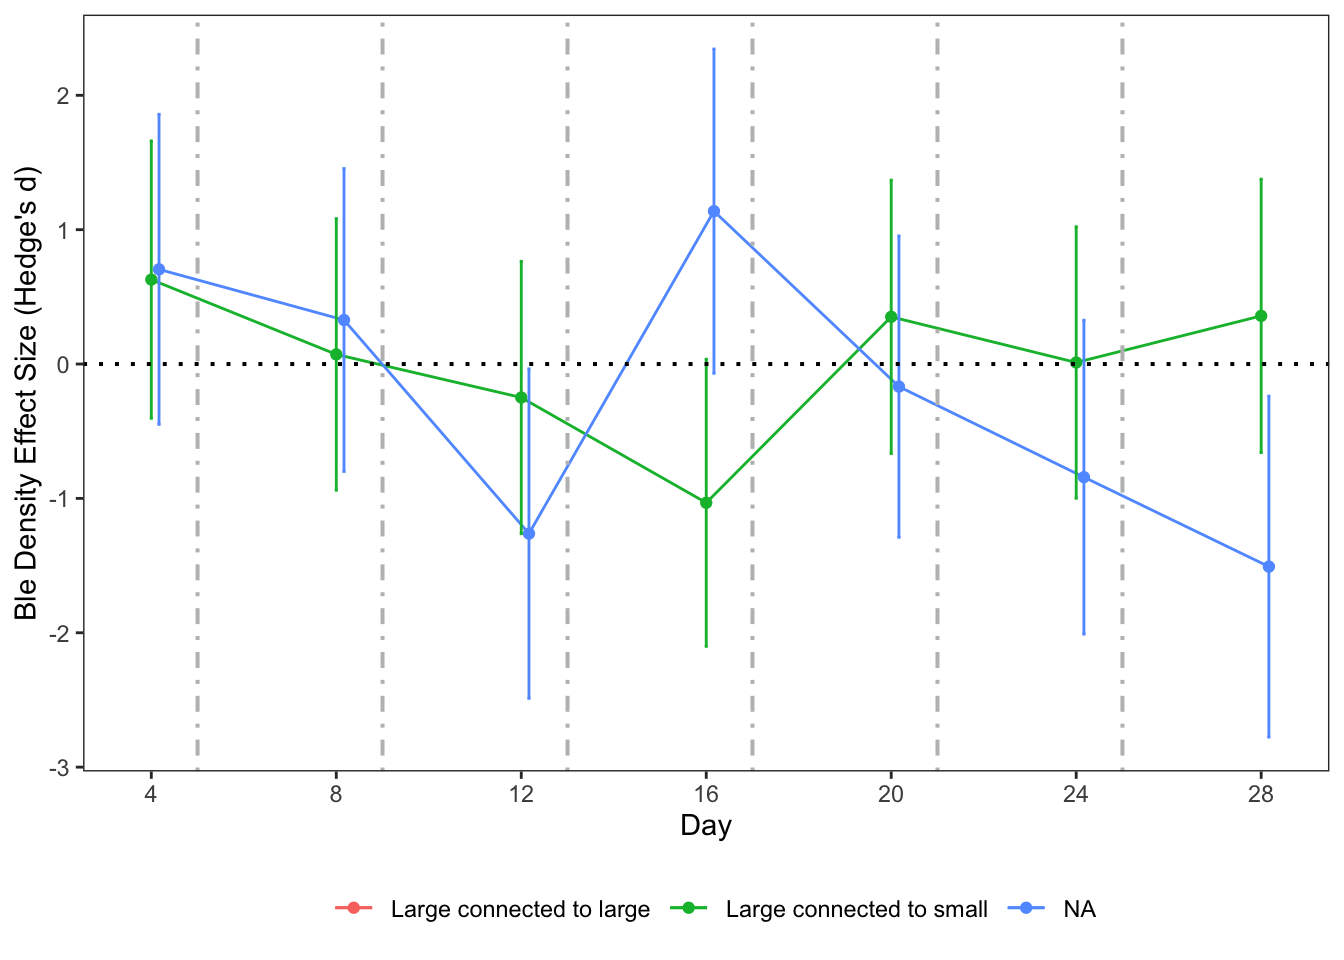 Ble Density Effect Size (Hedge's d)
2
1
0
-1
-2
-3
4 8 12 16 20 24 28
Day
Large connected to large Large connected to small NA